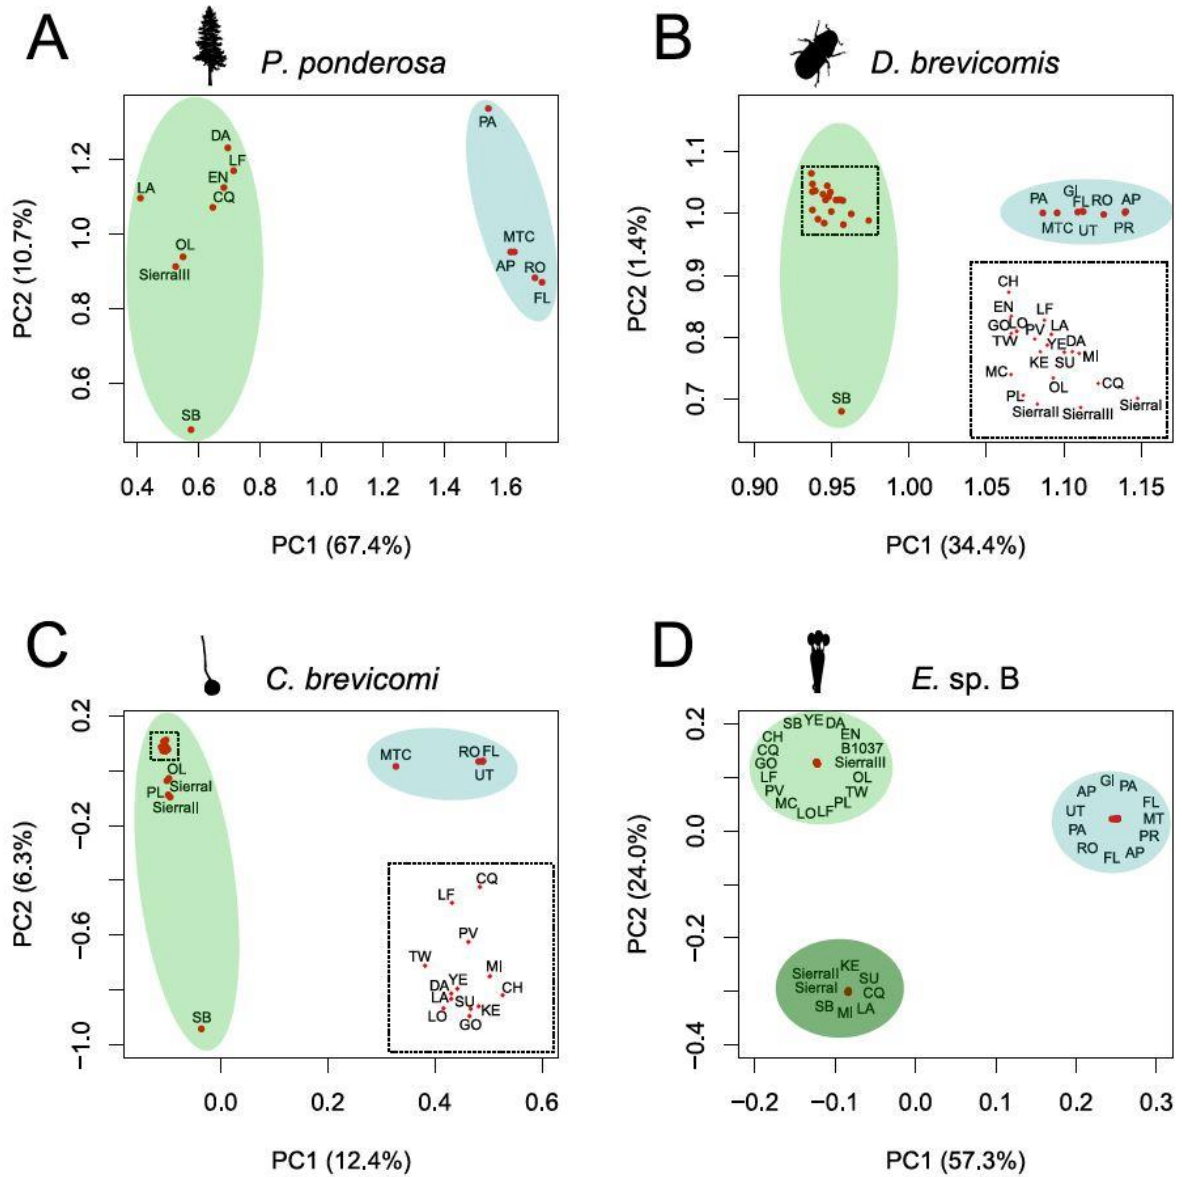 A
P. ponderosa
PC2 (10.7%)
1.2
1.0
0.8
0.6
DA
LF
EN
LA
CQ
OL
SierraIII
SB
PA
MTC
AP
RO
FL
0.4 0.6 0.8 1.0 1.2 1.4 1.6
PC1 (67.4%)
B
D. brevicomis
PC2 (1.4%)
1.1
1.0
0.9
0.8
0.7
SB
PA
GI
FL
RO
AP
MTC
UT
PR
CH
EN
LF
GO
LO
PV
LA
TW
YE
DA
KE
SU
MI
MC
OL
CQ
PL
SierraII
SierraIII
SierraI
0.90 0.95 1.00 1.05 1.10 1.15
PC1 (34.4%)
C
C. brevicomi
PC2 (6.3%)
0.2
−0.2
−0.6
−1.0
OL
SierraI
PL
SierraII
SB
MTC
RO FL
UT
CQ
LF
PV
TW
MI
DA
YE
CH
LA
SU
KE
LO
GO
0.0 0.2 0.4 0.6
PC1 (12.4%)
D
E. sp. B
PC2 (24.0%)
0.2
0.0
−0.2
−0.4
SB YE DA
CH
EN
CQ
B1037
GO
SierraIII
LF
OL
PV
TW
MC
PL
LO LF
GI PA
AP
FL
UT
MT
PA
PR
RO
AP
FL
KE
SierraII
SU
SierraI
CQ
SB MI LA
−0.2 −0.1 0.0 0.1 0.2 0.3
PC1 (57.3%)